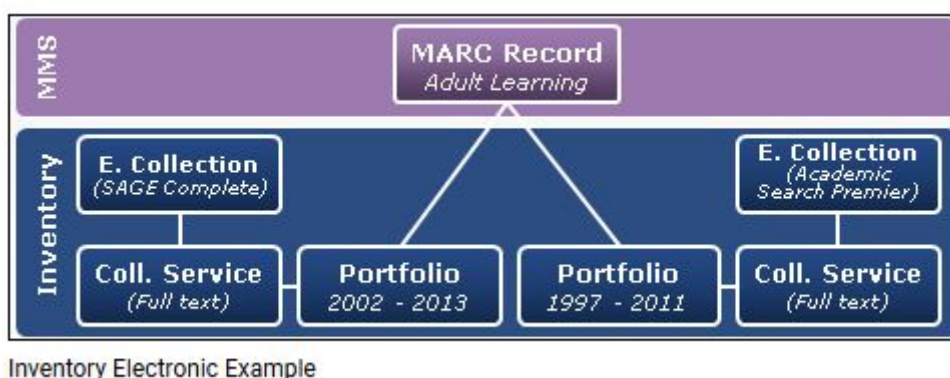 MMS
MARC Record
Adult Learning
Inventory
E. Collection
(SAGE Complete)
E. Collection
(Academic
Search Premier)
Coll. Service
(Full text)
Portfolio
2002 - 2013
Portfolio
1997 - 2011
Coll. Service
(Full text)
Inventory Electronic Example